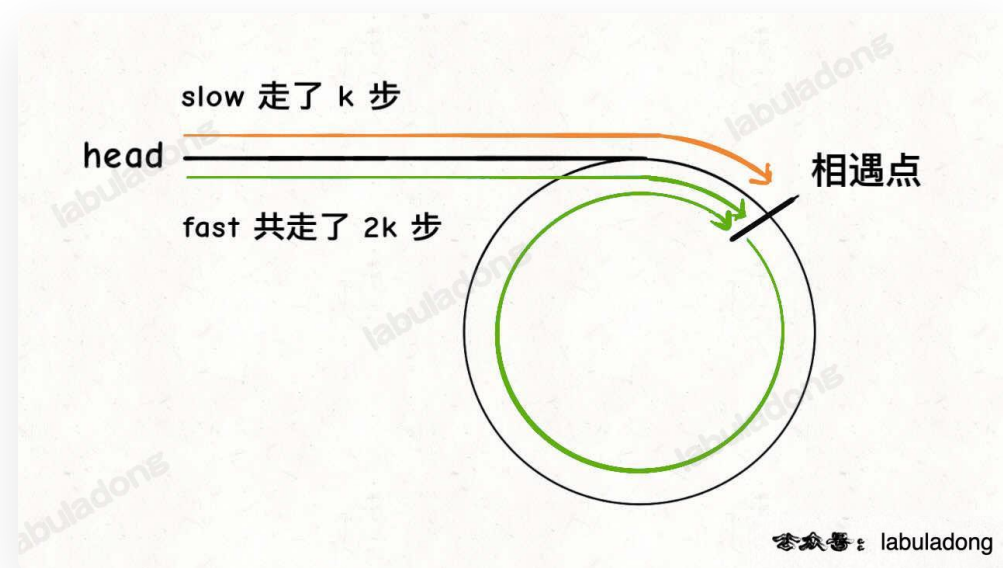 slow 走了 k 步
head
相遇点
fast 共走了 2k 步
labuladong
labuladong
labuladong
labuladong
labuladong
公众号：labuladong